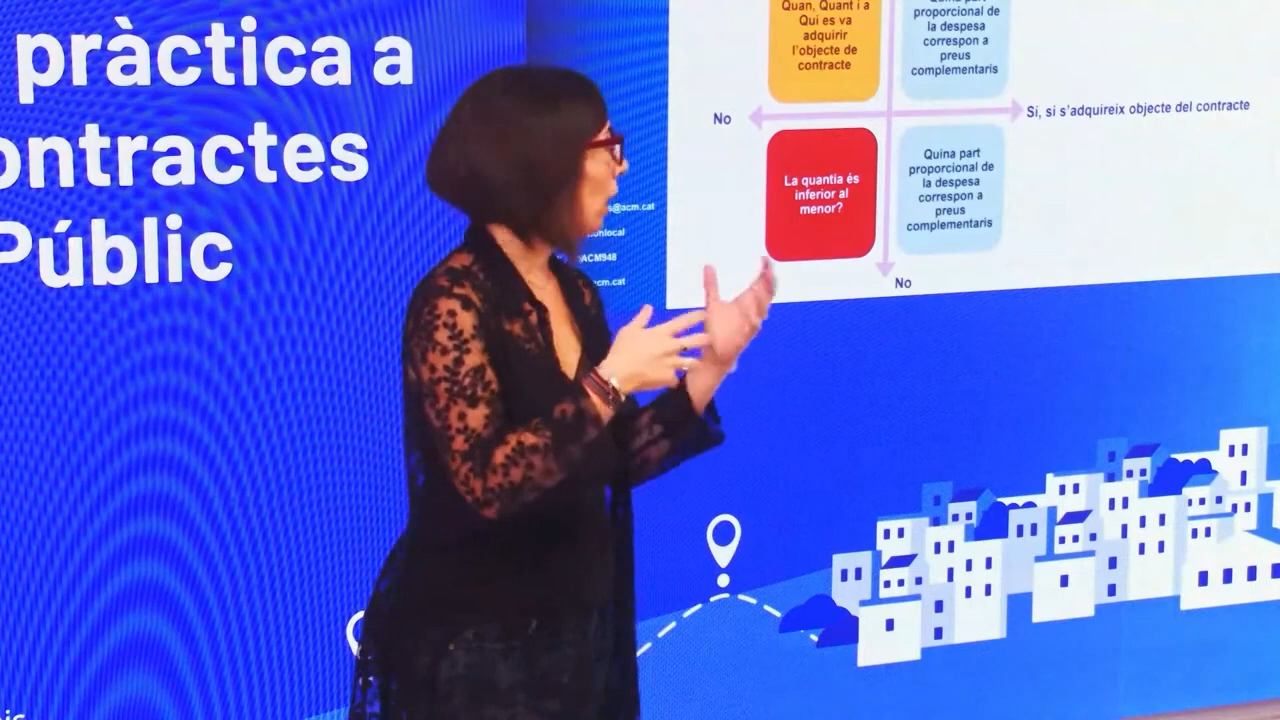 pràctica a
ontractes
Públic
s@acm.cat
onlocal
ACM948
cm.cat
Quan, Quant i a
Qui es va
adquirir
l'objecte de
contracte
Quina part
proporcional de
la despesa
correspon a
preus
complementaris
No
Sí, si s'adquireix objecte del contracte
La quantia és
inferior al
menor?
Quina part
proporcional de
la despesa
correspon a
preus
complementaris
No